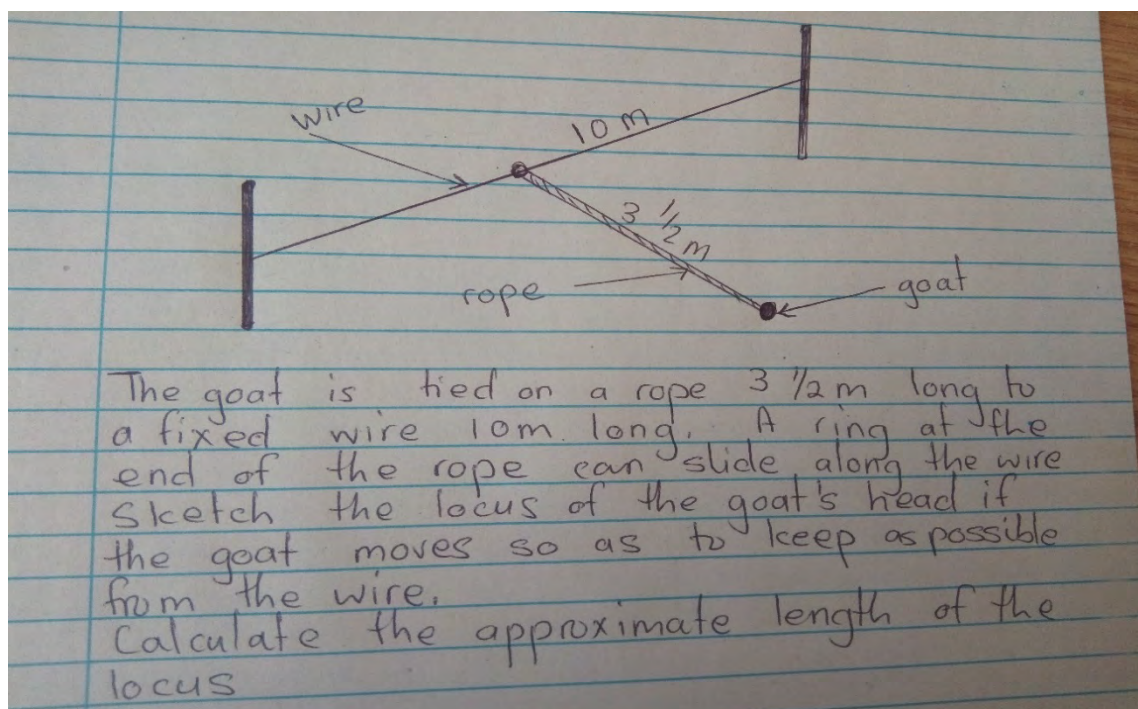 wire
10 m
3 1/2 m
rope
goat
The goat is tied on a rope 3 1/2 m long to
a fixed wire 10m. long. A ring at the
end of the rope can slide along the wire
Sketch the locus of the goat's head if
the goat moves so as to keep as possible
from the wire.
Calculate the approximate length of the
locus